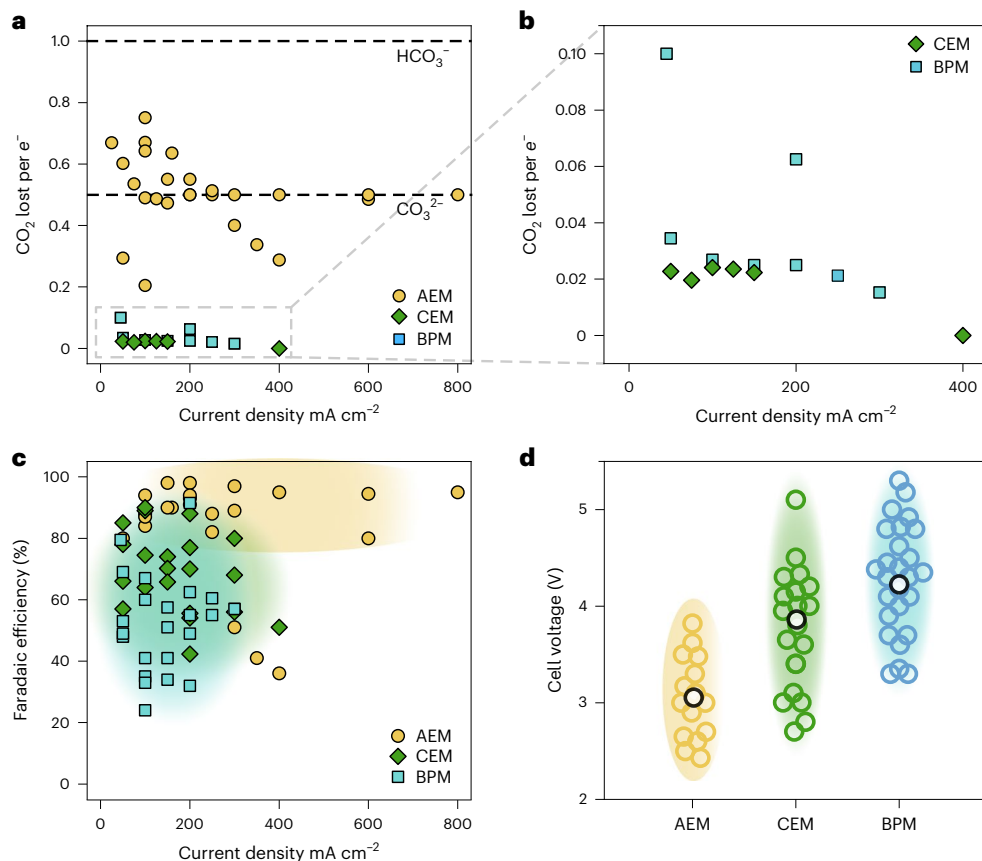 a
1.0
0.8
0.6
0.4
0.2
0
CO₂ lost per e⁻
HCO₃⁻
CO₃²⁻
AEM
CEM
BPM
0 200 400 600 800
Current density mA cm⁻²
b
0.10
0.08
0.06
0.04
0.02
0
CO₂ lost per e⁻
CEM
BPM
0 200 400
Current density mA cm⁻²
c
100
80
60
40
20
0
Faradaic efficiency (%)
AEM
CEM
BPM
0 200 400 600 800
Current density mA cm⁻²
d
5
4
3
2
Cell voltage (V)
AEM CEM BPM